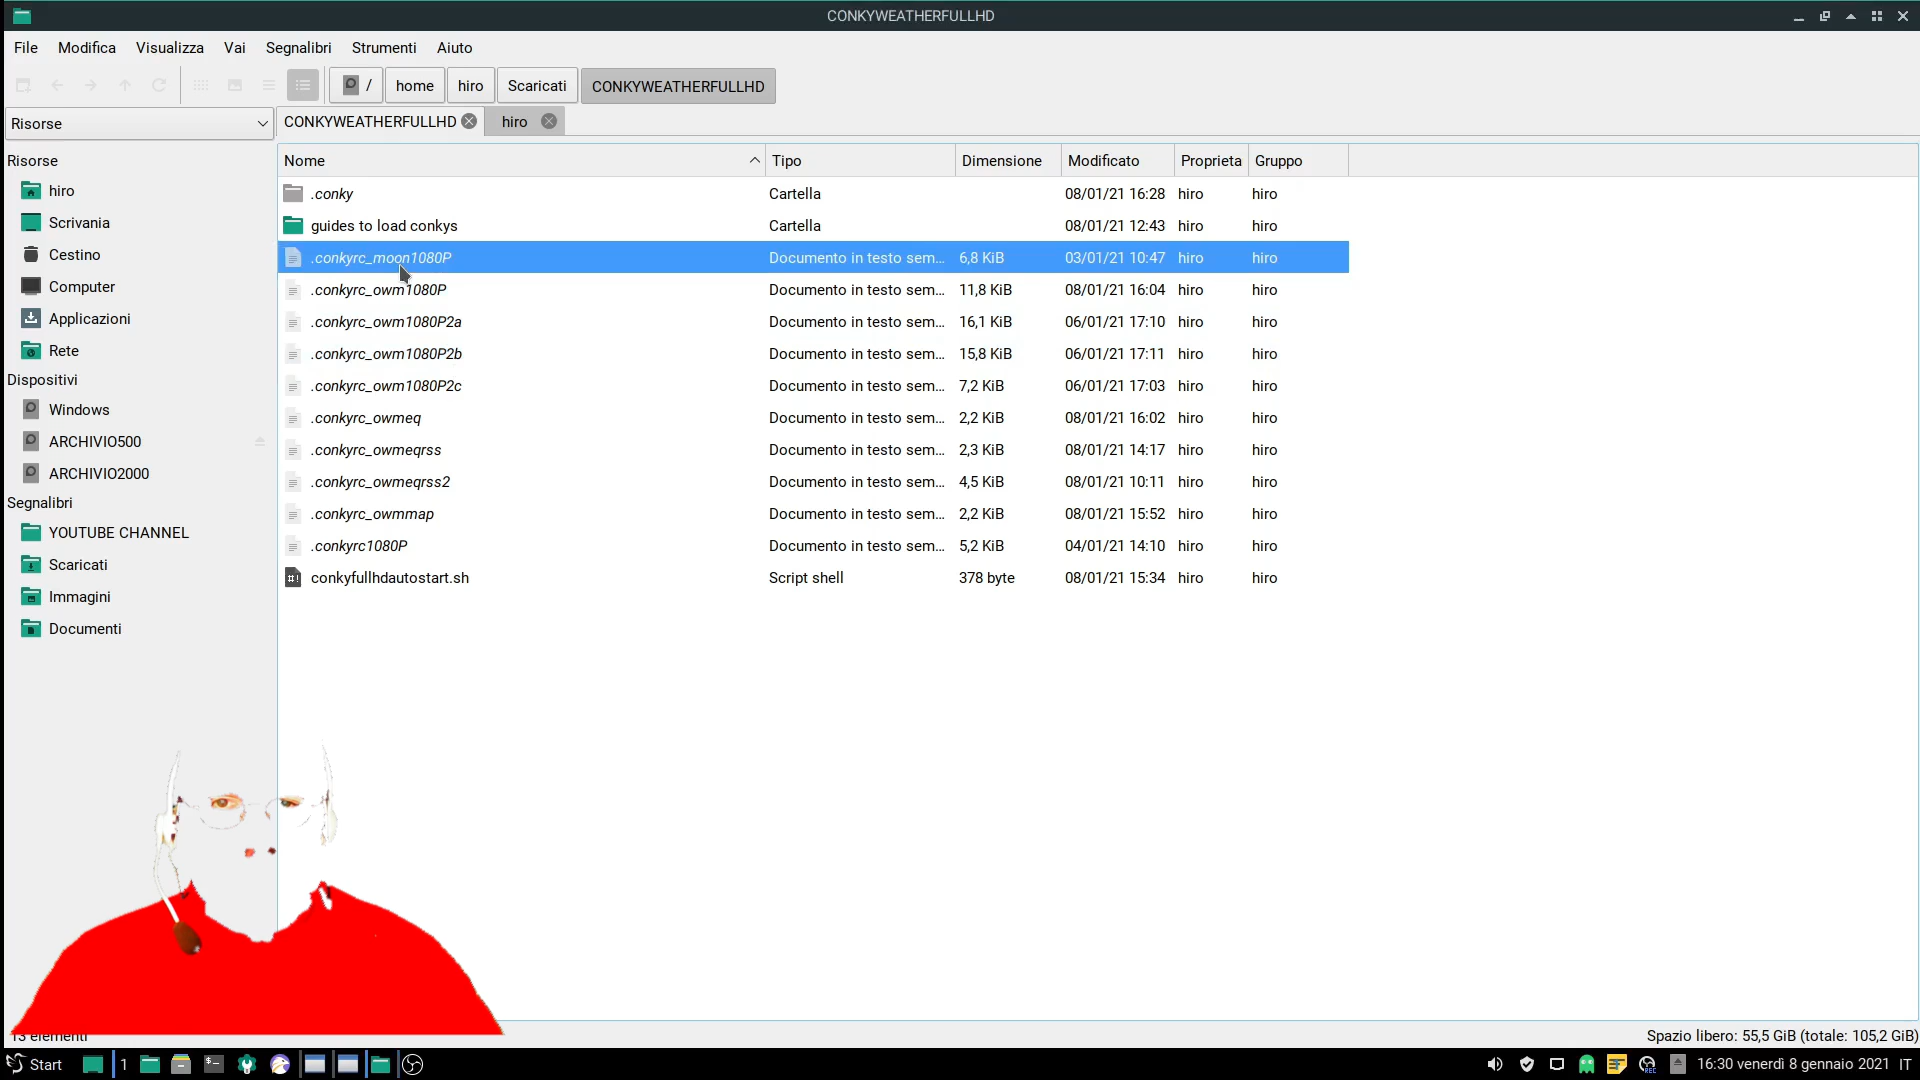 CONKYWEATHERFULLHD
File Modifica Visualizza Vai Segnalibri Strumenti Aiuto
/ home hiro Scaricati CONKYWEATHERFULLHD
Risorse
CONKYWEATHERFULLHD hiro
Nome Tipo Dimensione Modificato Proprieta Gruppo
Risorse
hiro
Scrivania
Cestino
Computer
Applicazioni
Rete
Dispositivi
Windows
ARCHIVIO500
ARCHIVIO2000
Segnalibri
YOUTUBE CHANNEL
Scaricati
Immagini
Documenti
.conky Cartella 08/01/21 16:28 hiro hiro
guides to load conkys Cartella 08/01/21 12:43 hiro hiro
.conkyrc_moon1080P Documento in testo sem... 6,8 KiB 03/01/21 10:47 hiro hiro
.conkyrc_owm1080P Documento in testo sem... 11,8 KiB 08/01/21 16:04 hiro hiro
.conkyrc_owm1080P2a Documento in testo sem... 16,1 KiB 06/01/21 17:10 hiro hiro
.conkyrc_owm1080P2b Documento in testo sem... 15,8 KiB 06/01/21 17:11 hiro hiro
.conkyrc_owm1080P2c Documento in testo sem... 7,2 KiB 06/01/21 17:03 hiro hiro
.conkyrc_owmeq Documento in testo sem... 2,2 KiB 08/01/21 16:02 hiro hiro
.conkyrc_owmeqrss Documento in testo sem... 2,3 KiB 08/01/21 14:17 hiro hiro
.conkyrc_owmeqrss2 Documento in testo sem... 4,5 KiB 08/01/21 10:11 hiro hiro
.conkyrc_owmmap Documento in testo sem... 2,2 KiB 08/01/21 15:52 hiro hiro
.conkyrc1080P Documento in testo sem... 5,2 KiB 04/01/21 14:10 hiro hiro
conkyfullhdautostart.sh Script shell 378 byte 08/01/21 15:34 hiro hiro
13 elementi
Spazio libero: 55,5 GiB (totale: 105,2 GiB)
Start 1 REC 16:30 venerdì 8 gennaio 2021 IT